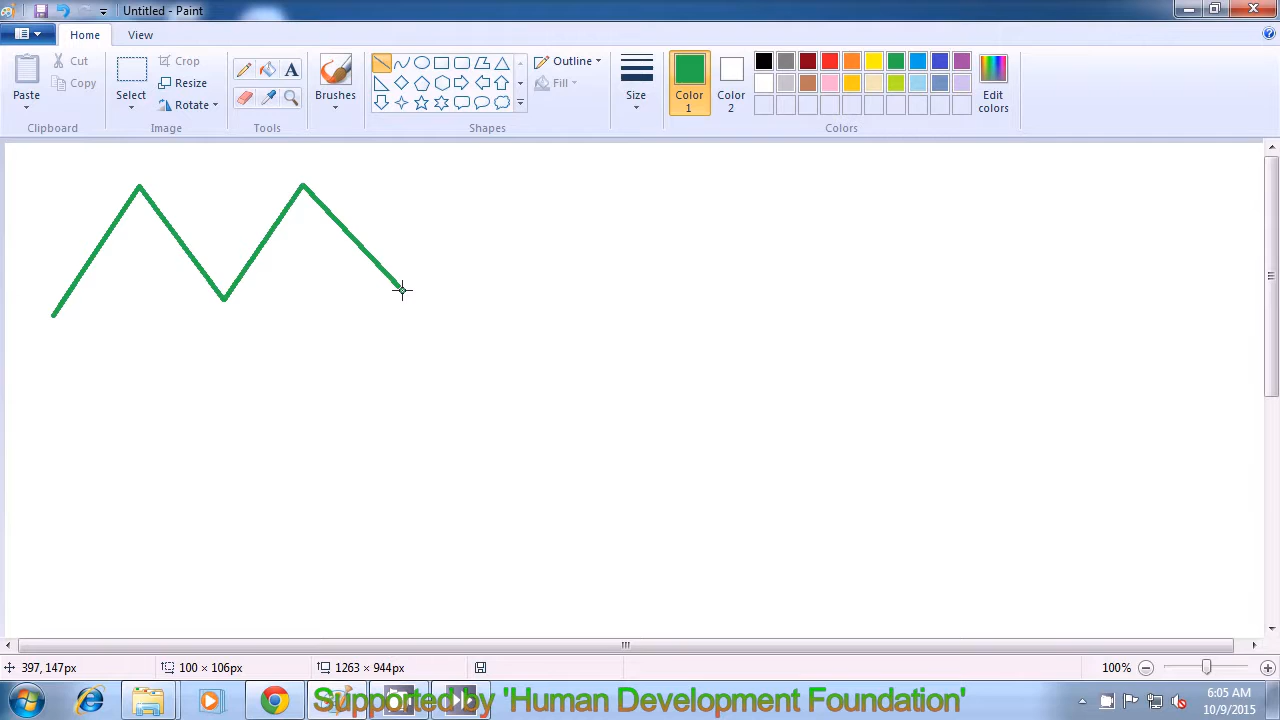 Untitled - Paint
Home
View
Paste
Cut
Copy
Clipboard
Select
Crop
Resize
Rotate
Image
A
Tools
Brushes
Outline
Fill
Shapes
Size
Color 1
Color 2
Edit colors
Colors
397, 147px
100 × 106px
1263 × 944px
100%
Supported by 'Human Development Foundation'
6:05 AM
10/9/2015